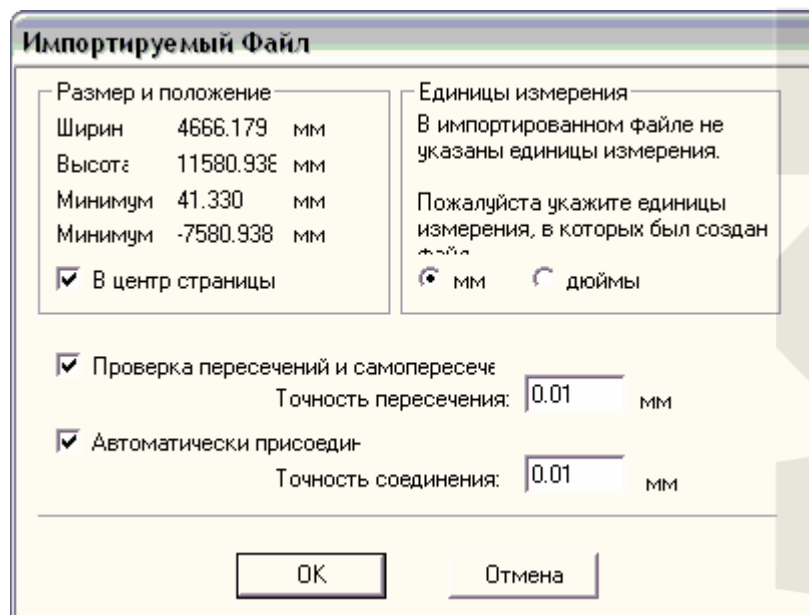 Импортируемый Файл
Размер и положение
Ширин 4666.179 мм
Высота 11580.938 мм
Минимум 41.330 мм
Минимум -7580.938 мм
В центр страницы
Единицы измерения
В импортированном файле не
указаны единицы измерения.
Пожалуйста укажите единицы
измерения, в которых был создан
файл
мм дюймы
Проверка пересечений и самопересече
Точность пересечения: 0.01 мм
Автоматически присоедин
Точность соединения: 0.01 мм
OK Отмена